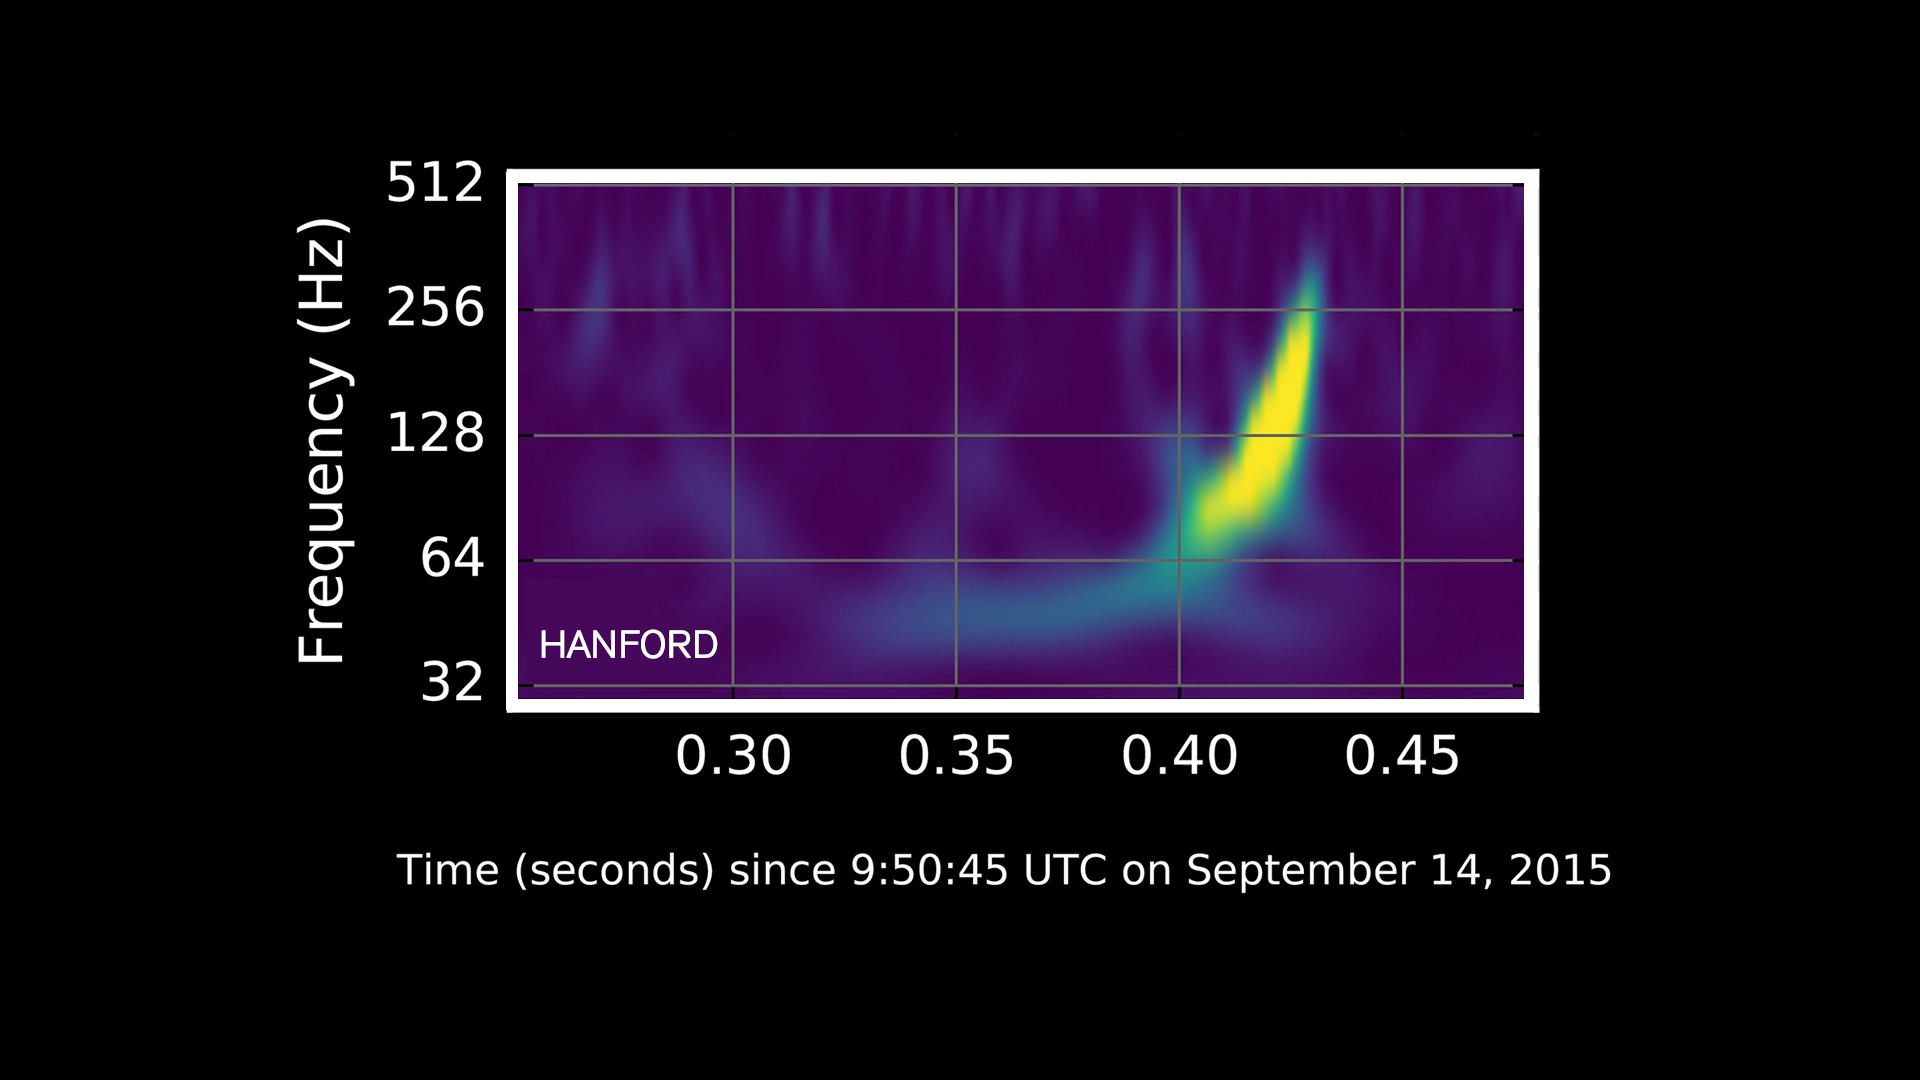 512
256
128
64
32
Frequency (Hz)
HANFORD
0.30 0.35 0.40 0.45
Time (seconds) since 9:50:45 UTC on September 14, 2015